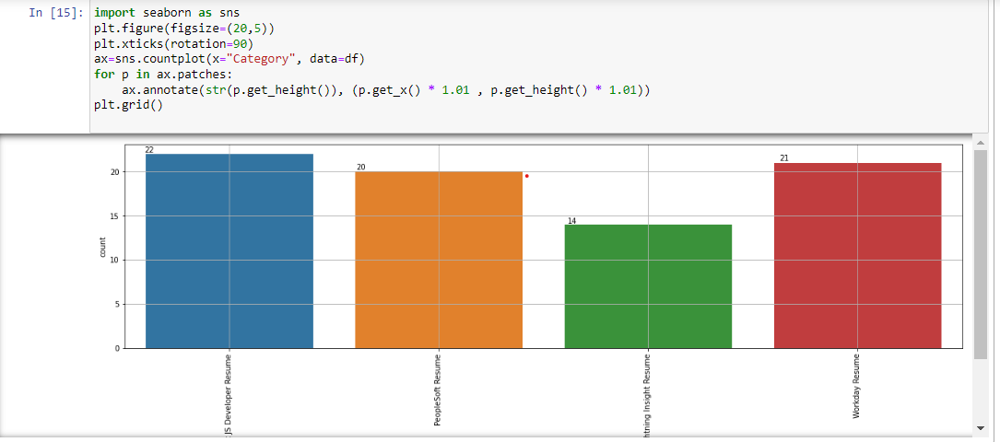 In [15]: import seaborn as sns
plt.figure(figsize=(20,5))
plt.xticks(rotation=90)
ax=sns.countplot(x="Category", data=df)
for p in ax.patches:
    ax.annotate(str(p.get_height()), (p.get_x() * 1.01 , p.get_height() * 1.01))
plt.grid()
22
20
14
21
20
15
10
5
0
count
JS Developer Resume
PeopleSoft Resume
htning Insight Resume
Workday Resume